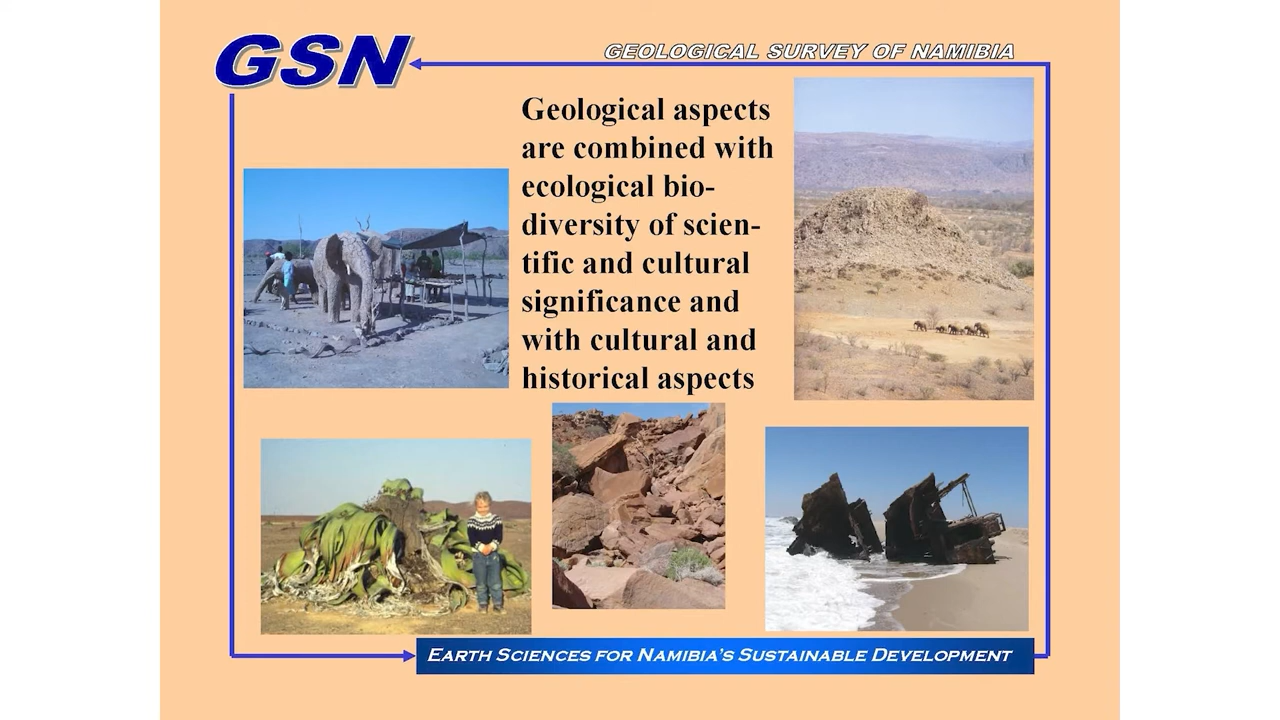 GSN
GEOLOGICAL SURVEY OF NAMIBIA
Geological aspects
are combined with
ecological bio-
diversity of scien-
tific and cultural
significance and
with cultural and
historical aspects
EARTH SCIENCES FOR NAMIBIA'S SUSTAINABLE DEVELOPMENT